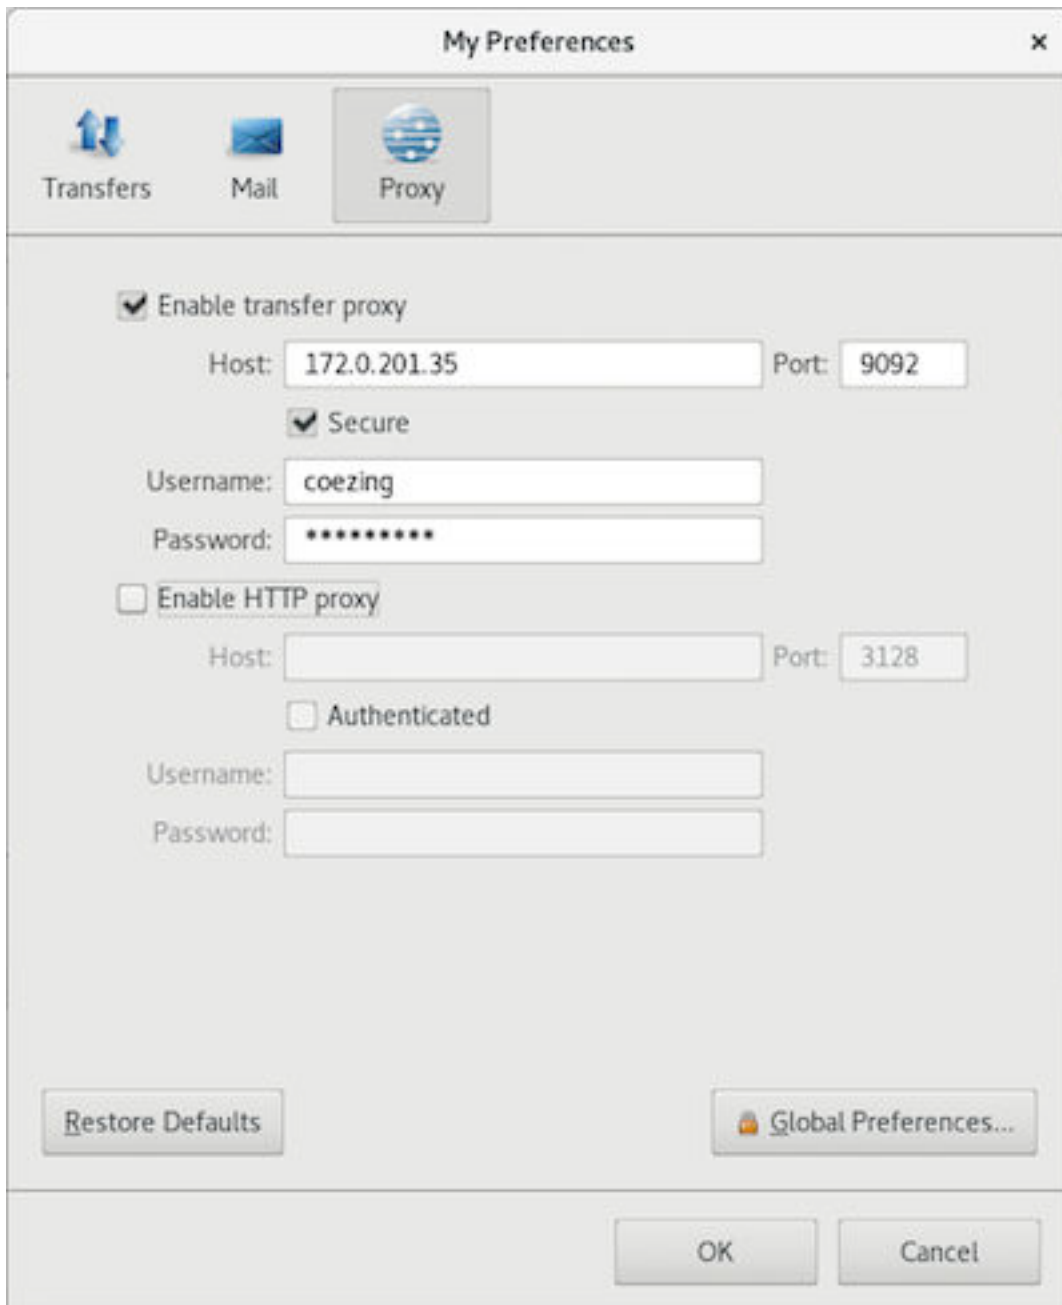 My Preferences
Transfers Mail Proxy
Enable transfer proxy
Host: 172.0.201.35 Port: 9092
Secure
Username: coezing
Password: *********
Enable HTTP proxy
Host: Port: 3128
Authenticated
Username:
Password:
Restore Defaults Global Preferences...
OK Cancel